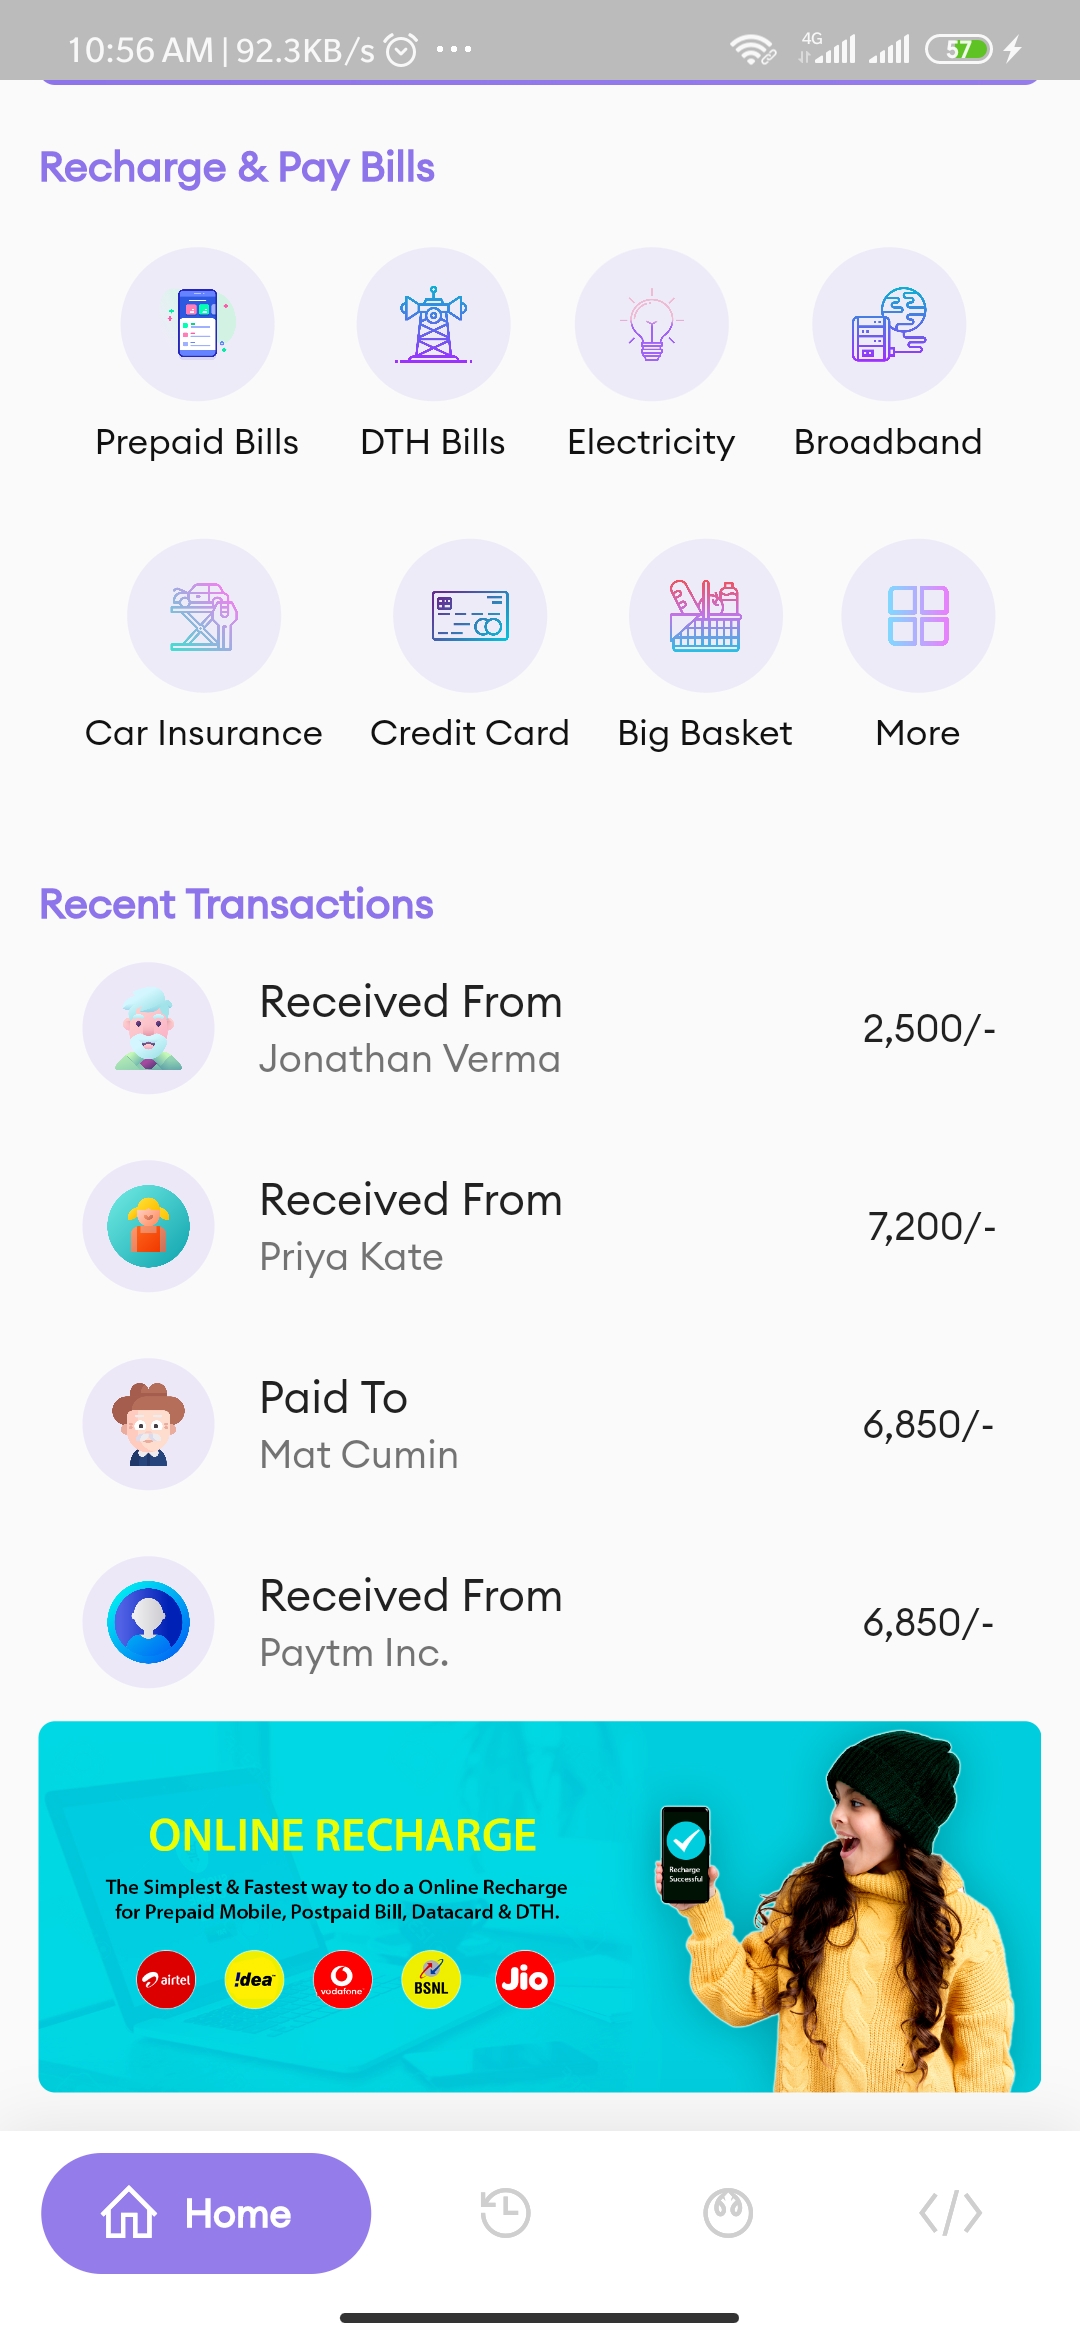 10:56 AM | 92.3KB/s ... 4G 57
Recharge & Pay Bills
Prepaid Bills DTH Bills Electricity Broadband
Car Insurance Credit Card Big Basket More
Recent Transactions
Received From
Jonathan Verma
2,500/-
Received From
Priya Kate
7,200/-
Paid To
Mat Cumin
6,850/-
Received From
Paytm Inc.
6,850/-
ONLINE RECHARGE
The Simplest & Fastest way to do a Online Recharge
for Prepaid Mobile, Postpaid Bill, Datacard & DTH.
airtel !dea vodafone BSNL Jio
Recharge
Successful
Home